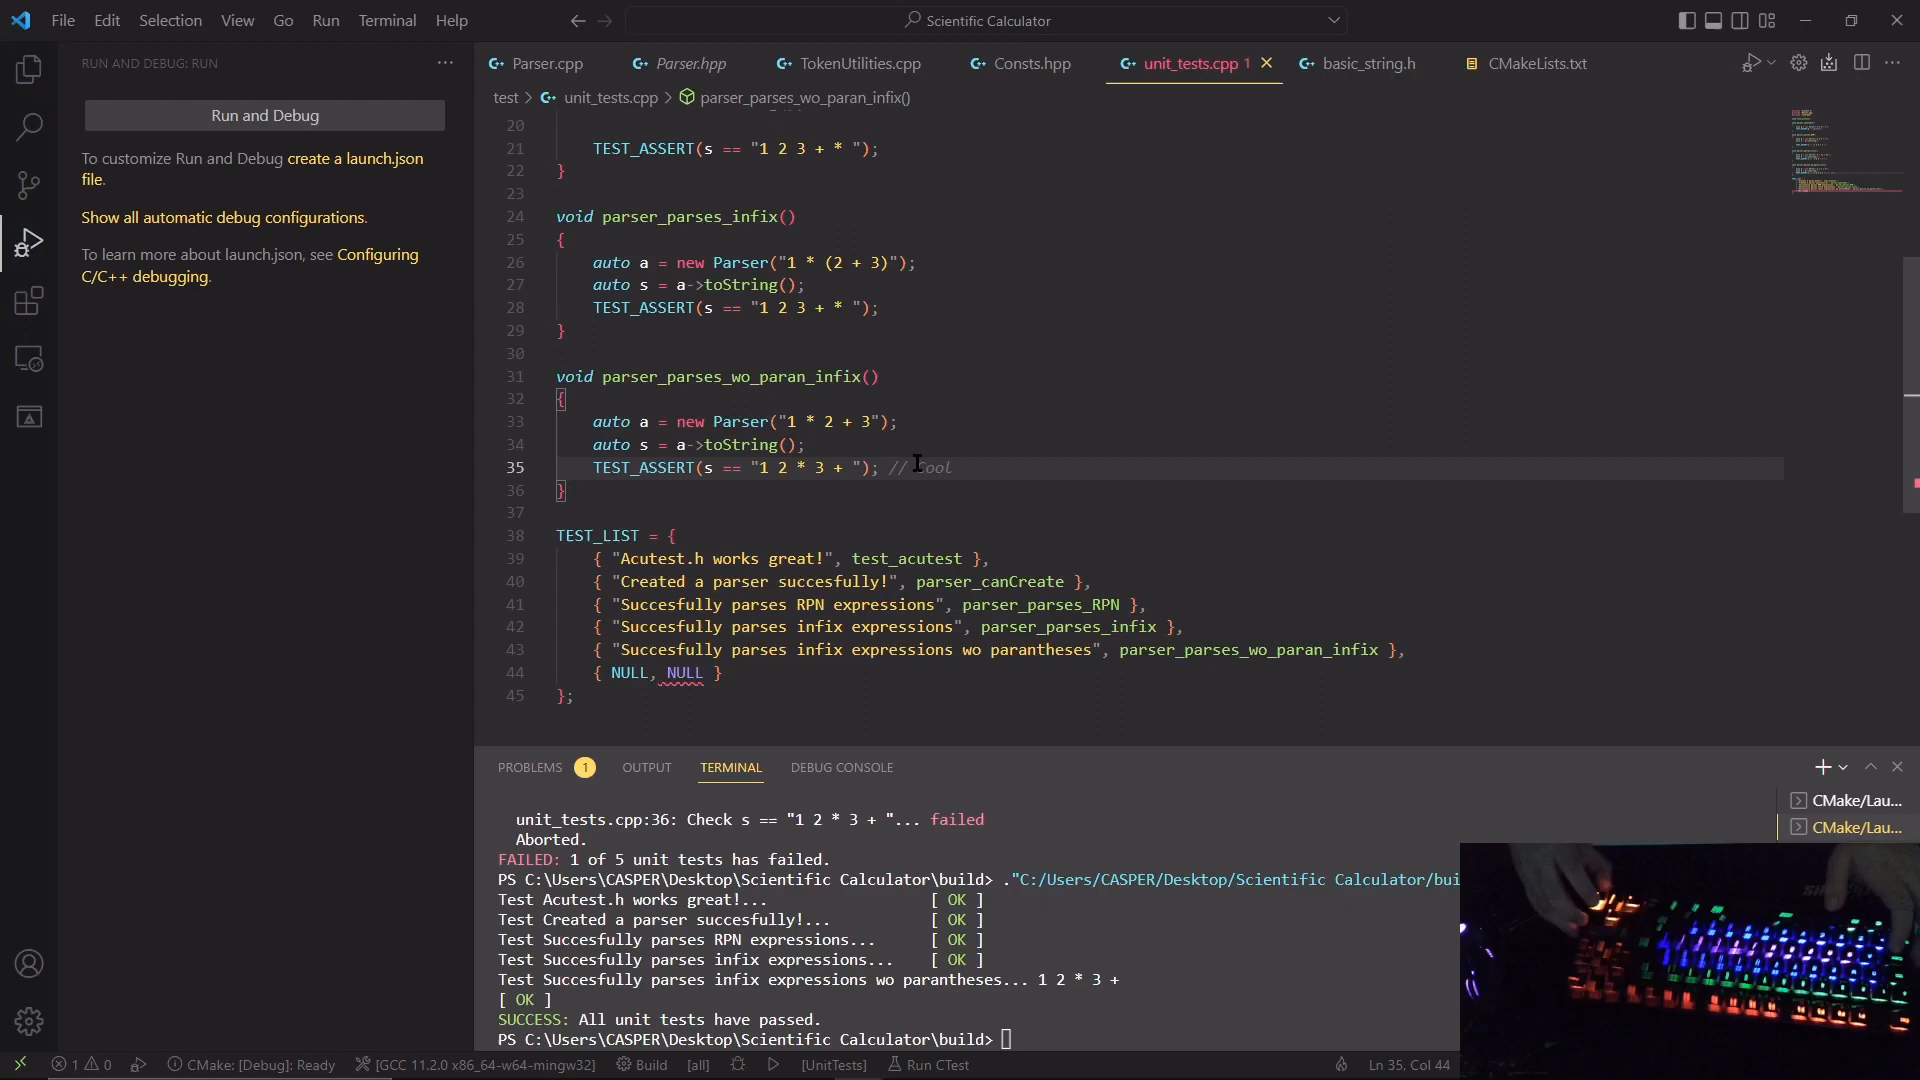 File Edit Selection View Go Run Terminal Help
Scientific Calculator
RUN AND DEBUG: RUN
Run and Debug
To customize Run and Debug create a launch.json
file.
Show all automatic debug configurations.
To learn more about launch.json, see Configuring
C/C++ debugging.
Parser.cpp Parser.hpp TokenUtilities.cpp Consts.hpp unit_tests.cpp 1 basic_string.h CMakeLists.txt
test > unit_tests.cpp > parser_parses_wo_paran_infix()
20
21 TEST_ASSERT(s == "1 2 3 + * ");
22 }
23
24 void parser_parses_infix()
25 {
26 auto a = new Parser("1 * (2 + 3)");
27 auto s = a->toString();
28 TEST_ASSERT(s == "1 2 3 + * ");
29 }
30
31 void parser_parses_wo_paran_infix()
32 {
33 auto a = new Parser("1 * 2 + 3");
34 auto s = a->toString();
35 TEST_ASSERT(s == "1 2 * 3 + "); // Cool
36 }
37
38 TEST_LIST = {
39 { "Acutest.h works great!", test_acutest },
40 { "Created a parser succesfully!", parser_canCreate },
41 { "Succesfully parses RPN expressions", parser_parses_RPN },
42 { "Succesfully parses infix expressions", parser_parses_infix },
43 { "Succesfully parses infix expressions wo parantheses", parser_parses_wo_paran_infix },
44 { NULL, NULL }
45 };
PROBLEMS 1 OUTPUT TERMINAL DEBUG CONSOLE
unit_tests.cpp:36: Check s == "1 2 * 3 + "... failed
Aborted.
FAILED: 1 of 5 unit tests has failed.
PS C:\Users\CASPER\Desktop\Scientific Calculator\build> ."C:/Users/CASPER/Desktop/Scientific Calculator/bui
Test Acutest.h works great!... [ OK ]
Test Created a parser succesfully!... [ OK ]
Test Succesfully parses RPN expressions... [ OK ]
Test Succesfully parses infix expressions... [ OK ]
Test Succesfully parses infix expressions wo parantheses... 1 2 * 3 +
[ OK ]
SUCCESS: All unit tests have passed.
PS C:\Users\CASPER\Desktop\Scientific Calculator\build>
CMake/Lau...
CMake/Lau...
1 0 CMake: [Debug]: Ready [GCC 11.2.0 x86_64-w64-mingw32] Build [all] [UnitTests] Run CTest Ln 35, Col 44